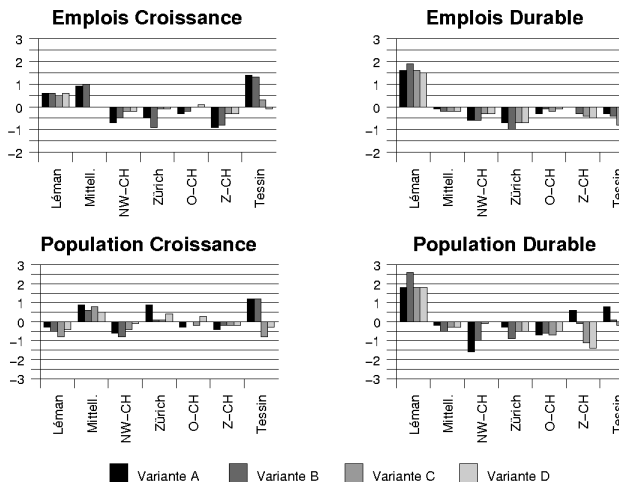 Emplois Croissance
3
2
1
0
−1
−2
Léman
Mittell.
NW−CH
Zürich
O−CH
Z−CH
Tessin
Emplois Durable
3
2
1
0
−1
−2
Léman
Mittell.
NW−CH
Zürich
O−CH
Z−CH
Tessin
Population Croissance
3
2
1
0
−1
−2
−3
Léman
Mittell.
NW−CH
Zürich
O−CH
Z−CH
Tessin
Population Durable
3
2
1
0
−1
−2
−3
Léman
Mittell.
NW−CH
Zürich
O−CH
Z−CH
Tessin
Variante A Variante B Variante C Variante D